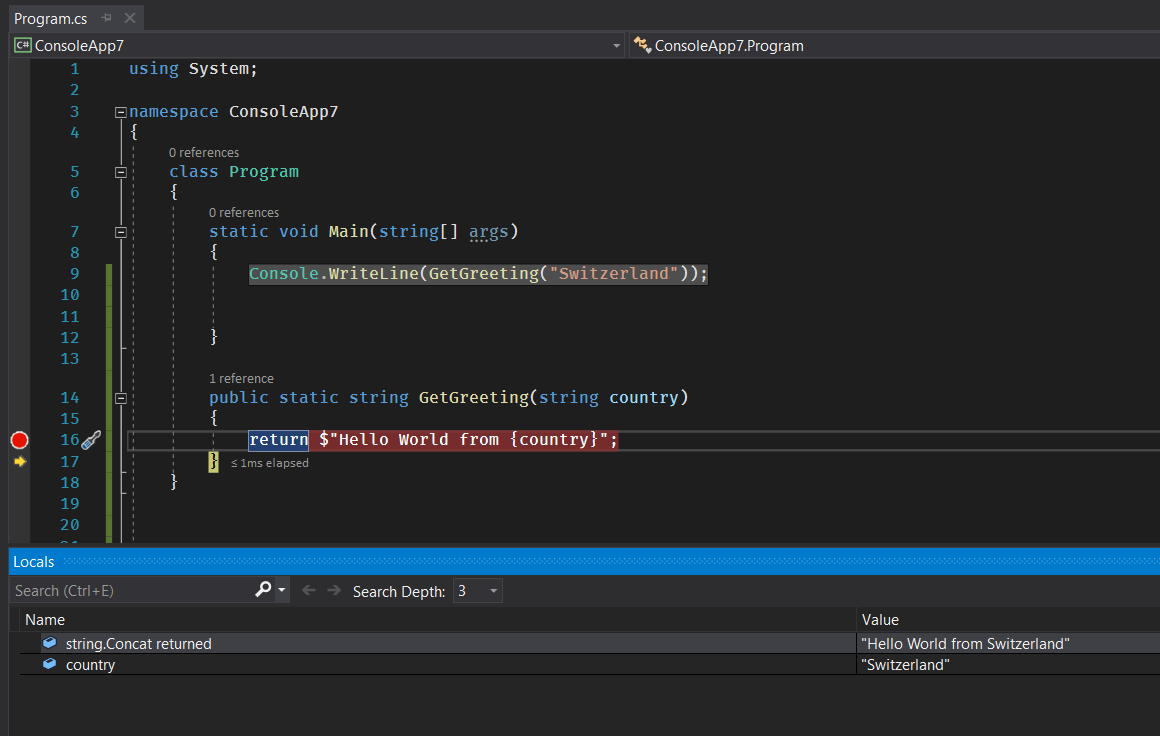 Program.cs
C# ConsoleApp7 ConsoleApp7.Program
1 using System;
2
3 namespace ConsoleApp7
4 {
0 references
5 class Program
6 {
0 references
7 static void Main(string[] args)
8 {
9 Console.WriteLine(GetGreeting("Switzerland"));
10
11
12 }
13
1 reference
14 public static string GetGreeting(string country)
15 {
16 return $"Hello World from {country}";
17 } ≤ 1ms elapsed
18 }
19
20
Locals
Search (Ctrl+E) Search Depth: 3
Name Value
string.Concat returned "Hello World from Switzerland"
country "Switzerland"